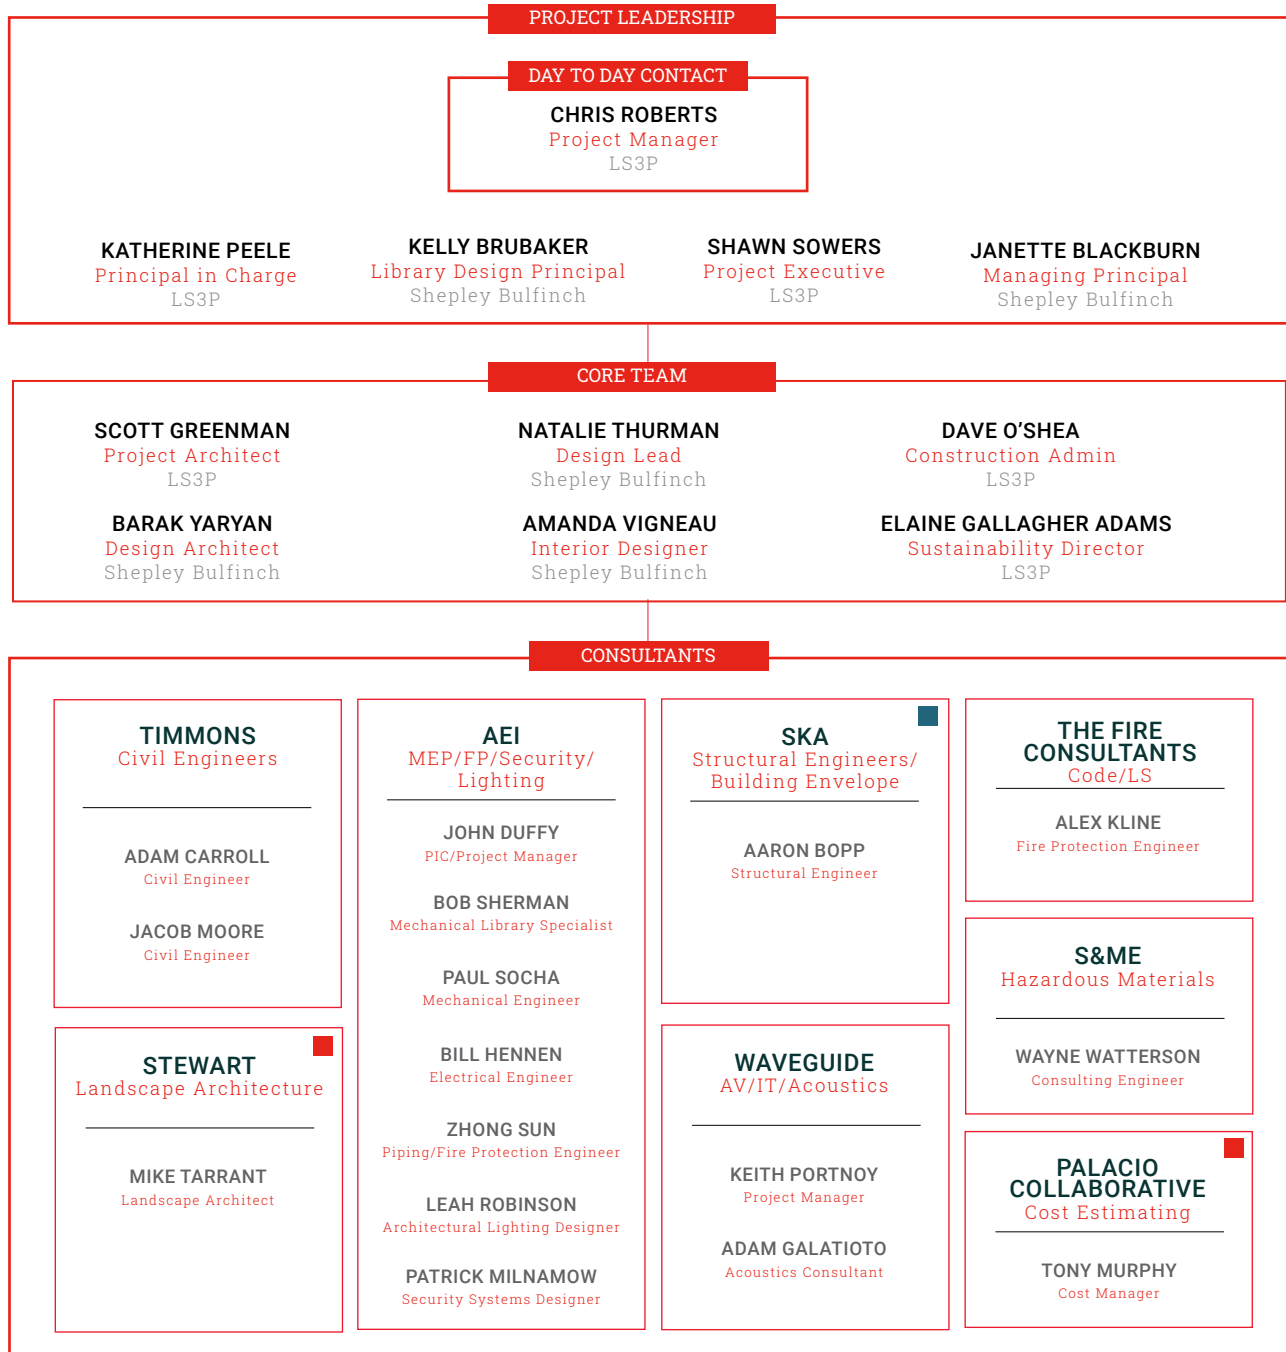 PROJECT LEADERSHIP
DAY TO DAY CONTACT
CHRIS ROBERTS
Project Manager
LS3P
KATHERINE PEELE
Principal in Charge
LS3P
KELLY BRUBAKER
Library Design Principal
Shepley Bulfinch
SHAWN SOWERS
Project Executive
LS3P
JANETTE BLACKBURN
Managing Principal
Shepley Bulfinch
CORE TEAM
SCOTT GREENMAN
Project Architect
LS3P
NATALIE THURMAN
Design Lead
Shepley Bulfinch
DAVE O'SHEA
Construction Admin
LS3P
BARAK YARYAN
Design Architect
Shepley Bulfinch
AMANDA VIGNEAU
Interior Designer
Shepley Bulfinch
ELAINE GALLAGHER ADAMS
Sustainability Director
LS3P
CONSULTANTS
TIMMONS
Civil Engineers
ADAM CARROLL
Civil Engineer
JACOB MOORE
Civil Engineer
STEWART
Landscape Architecture
MIKE TARRANT
Landscape Architect
AEI
MEP/FP/Security/
Lighting
JOHN DUFFY
PIC/Project Manager
BOB SHERMAN
Mechanical Library Specialist
PAUL SOCHA
Mechanical Engineer
BILL HENNEN
Electrical Engineer
ZHONG SUN
Piping/Fire Protection Engineer
LEAH ROBINSON
Architectural Lighting Designer
PATRICK MILNAMOW
Security Systems Designer
SKA
Structural Engineers/
Building Envelope
AARON BOPP
Structural Engineer
WAVEGUIDE
AV/IT/Acoustics
KEITH PORTNOY
Project Manager
ADAM GALATIOTO
Acoustics Consultant
THE FIRE
CONSULTANTS
Code/LS
ALEX KLINE
Fire Protection Engineer
S&ME
Hazardous Materials
WAYNE WATTERSON
Consulting Engineer
PALACIO
COLLABORATIVE
Cost Estimating
TONY MURPHY
Cost Manager